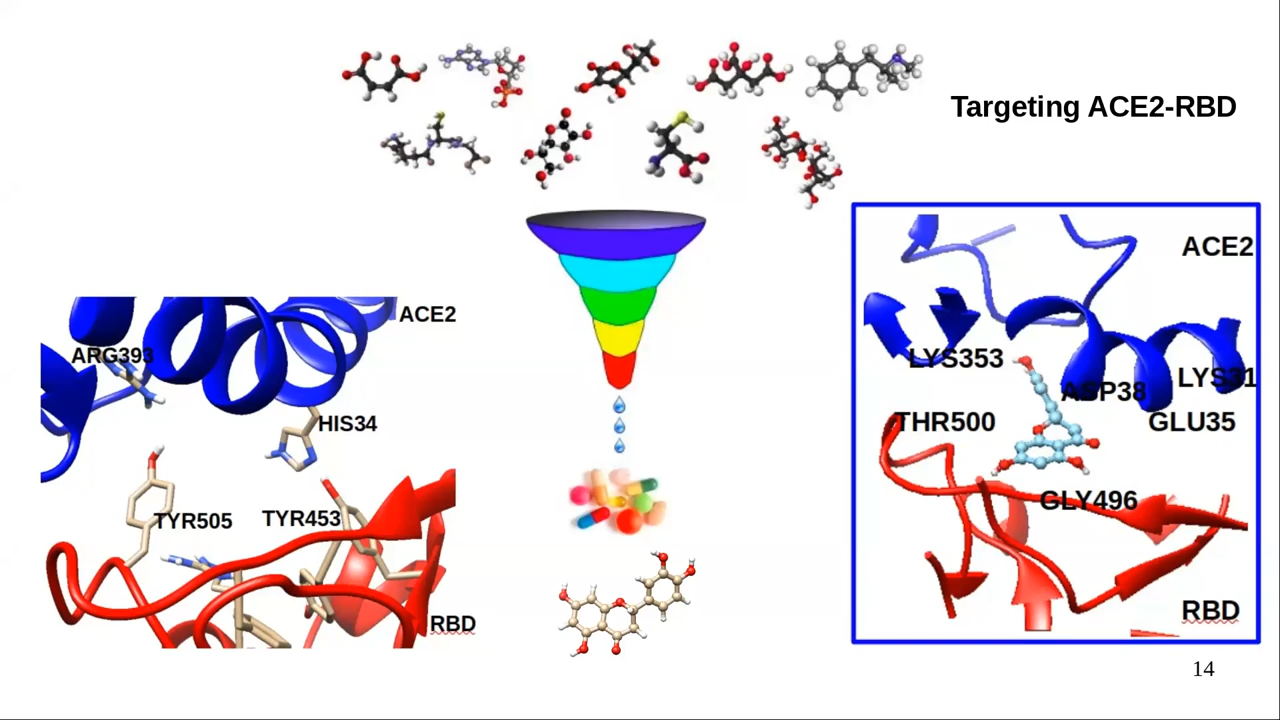 Targeting ACE2-RBD
ACE2
ARG393
HIS34
TYR505
TYR453
RBD
ACE2
LYS353
ASP38
LYS31
THR500
GLU35
GLY496
RBD
14